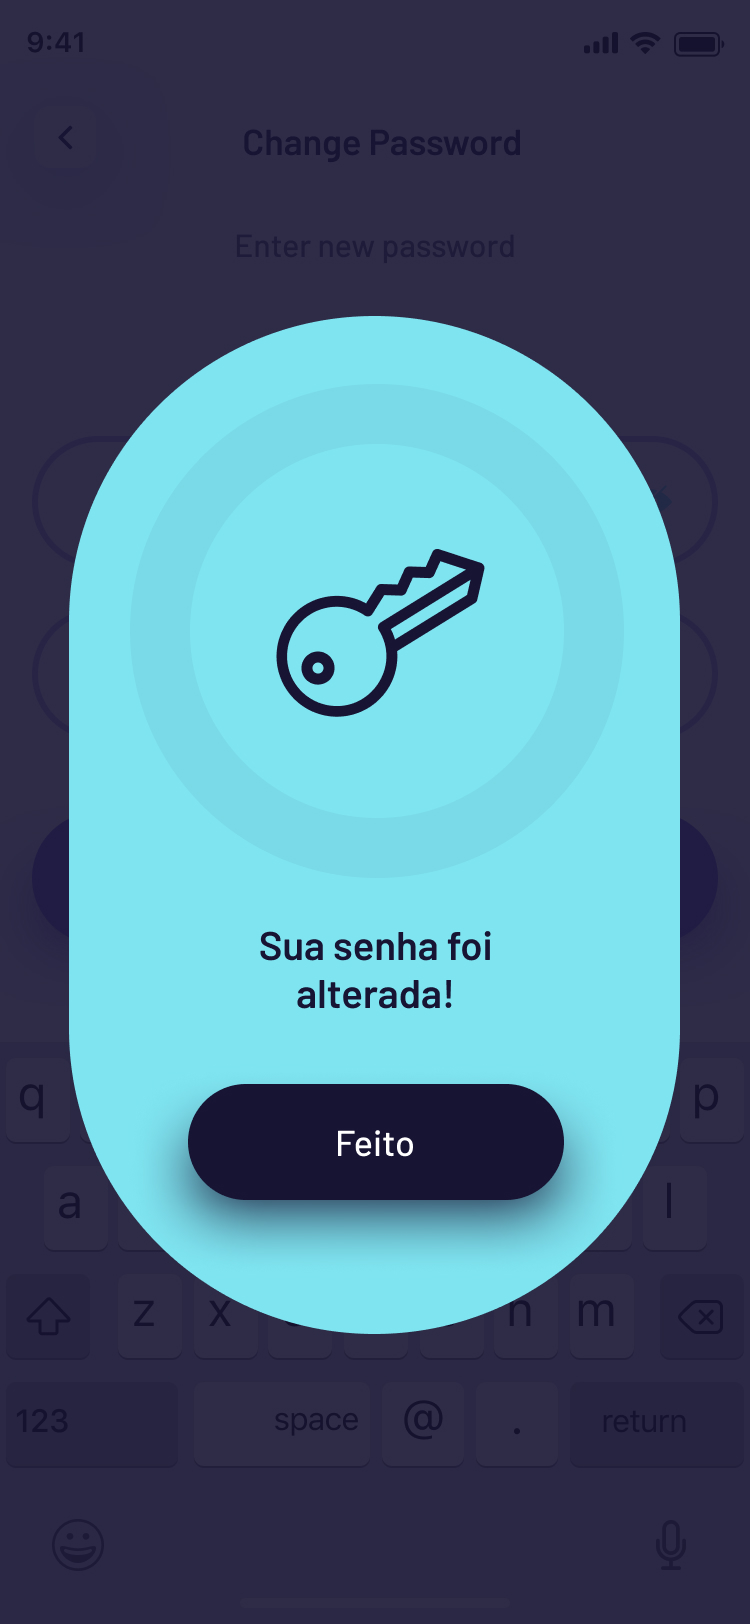 9:41
Change Password
Enter new password
Sua senha foi
alterada!
Feito
q p
a l
z x n m
123 space @ . return